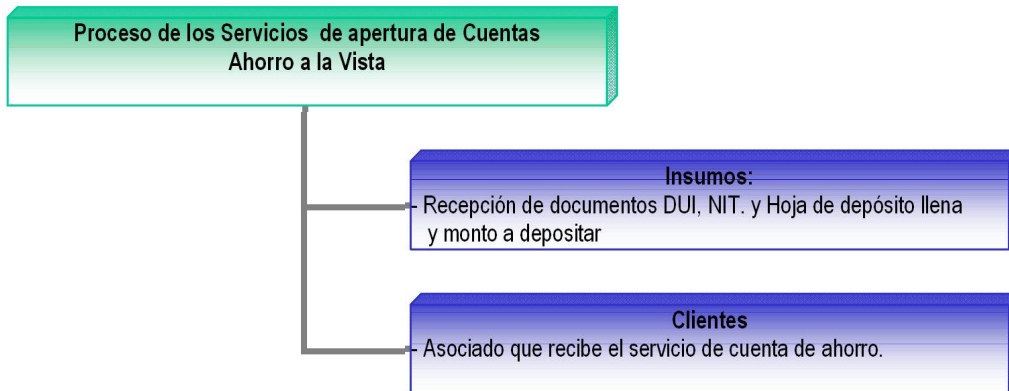 Proceso de los Servicios de apertura de Cuentas
Ahorro a la Vista
Insumos:
- Recepción de documentos DUI, NIT. y Hoja de depósito llena
y monto a depositar
Clientes
- Asociado que recibe el servicio de cuenta de ahorro.